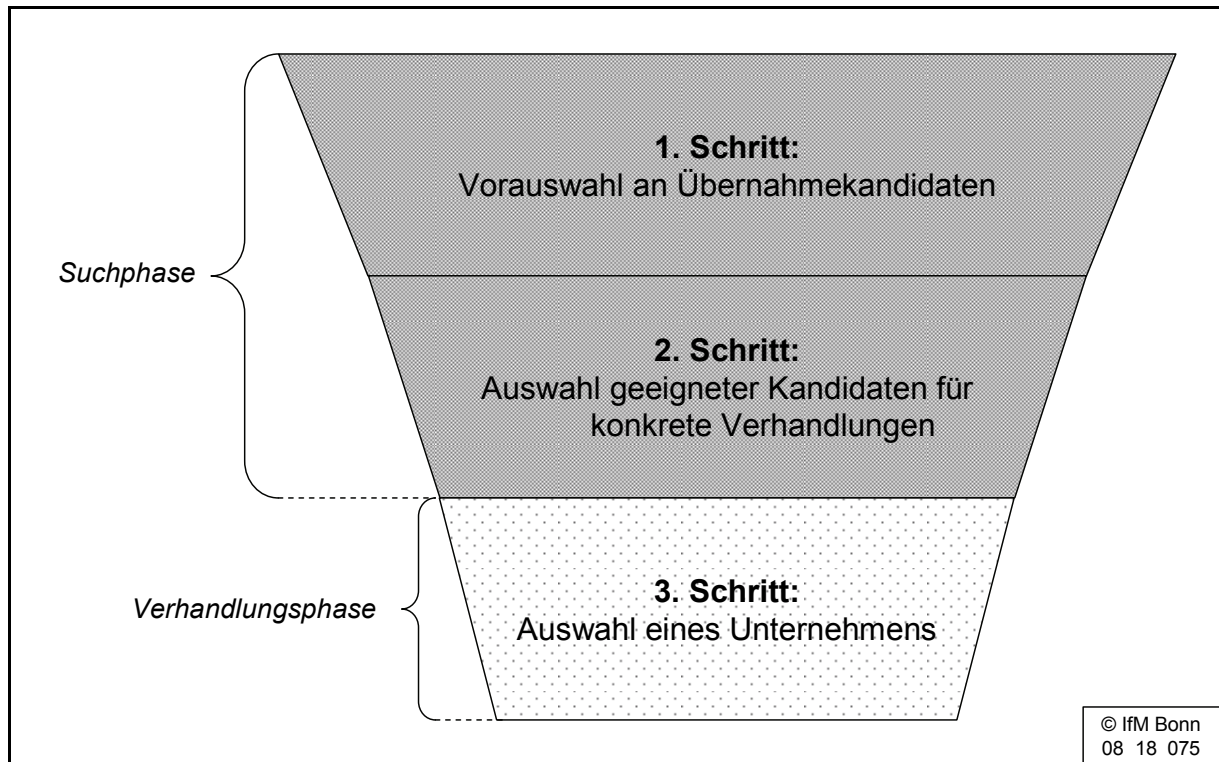 1. Schritt:
Vorauswahl an Übernahmekandidaten
Suchphase
2. Schritt:
Auswahl geeigneter Kandidaten für
konkrete Verhandlungen
3. Schritt:
Verhandlungsphase
Auswahl eines Unternehmens
© IfM Bonn
08 18 075